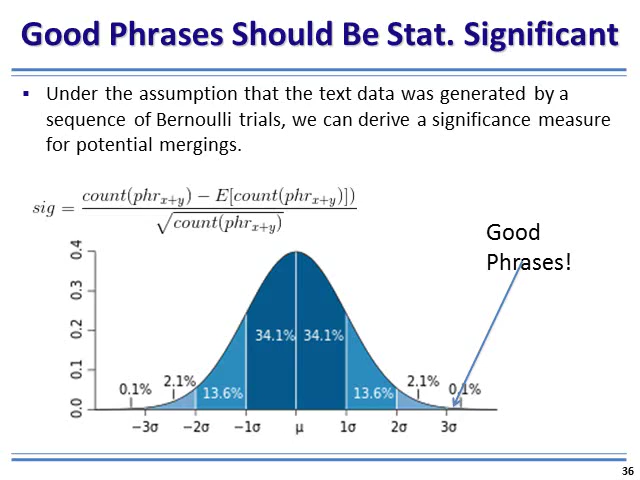 Good Phrases Should Be Stat. Significant
▪ Under the assumption that the text data was generated by a
sequence of Bernoulli trials, we can derive a significance measure
for potential mergings.
sig = count(phr_{x+y}) − E[count(phr_{x+y})]) / √count(phr_{x+y})
Good
Phrases!
0.4
0.3
0.2
0.1
0.0
34.1% 34.1%
0.1% 2.1% 13.6% 13.6% 2.1% 0.1%
−3σ −2σ −1σ μ 1σ 2σ 3σ
36